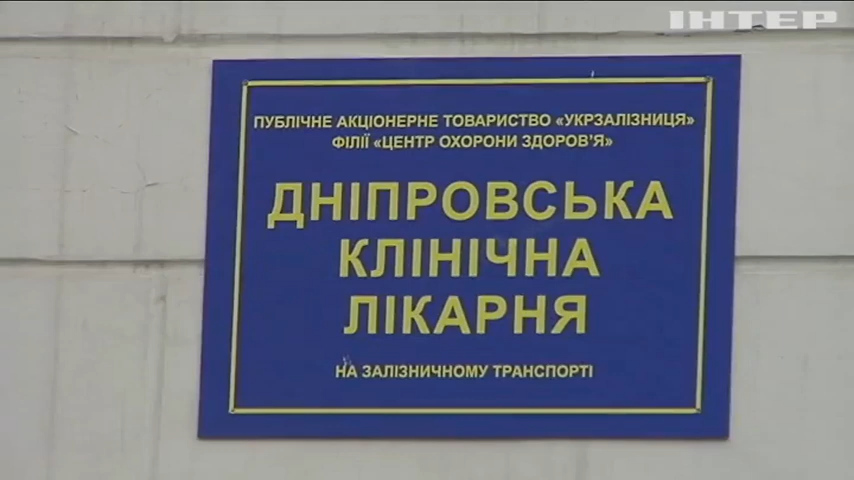 ІНТЕР
ПУБЛІЧНЕ АКЦІОНЕРНЕ ТОВАРИСТВО «УКРЗАЛІЗНИЦЯ»
ФІЛІЇ «ЦЕНТР ОХОРОНИ ЗДОРОВ'Я»
ДНІПРОВСЬКА
КЛІНІЧНА
ЛІКАРНЯ
НА ЗАЛІЗНИЧНОМУ ТРАНСПОРТІ